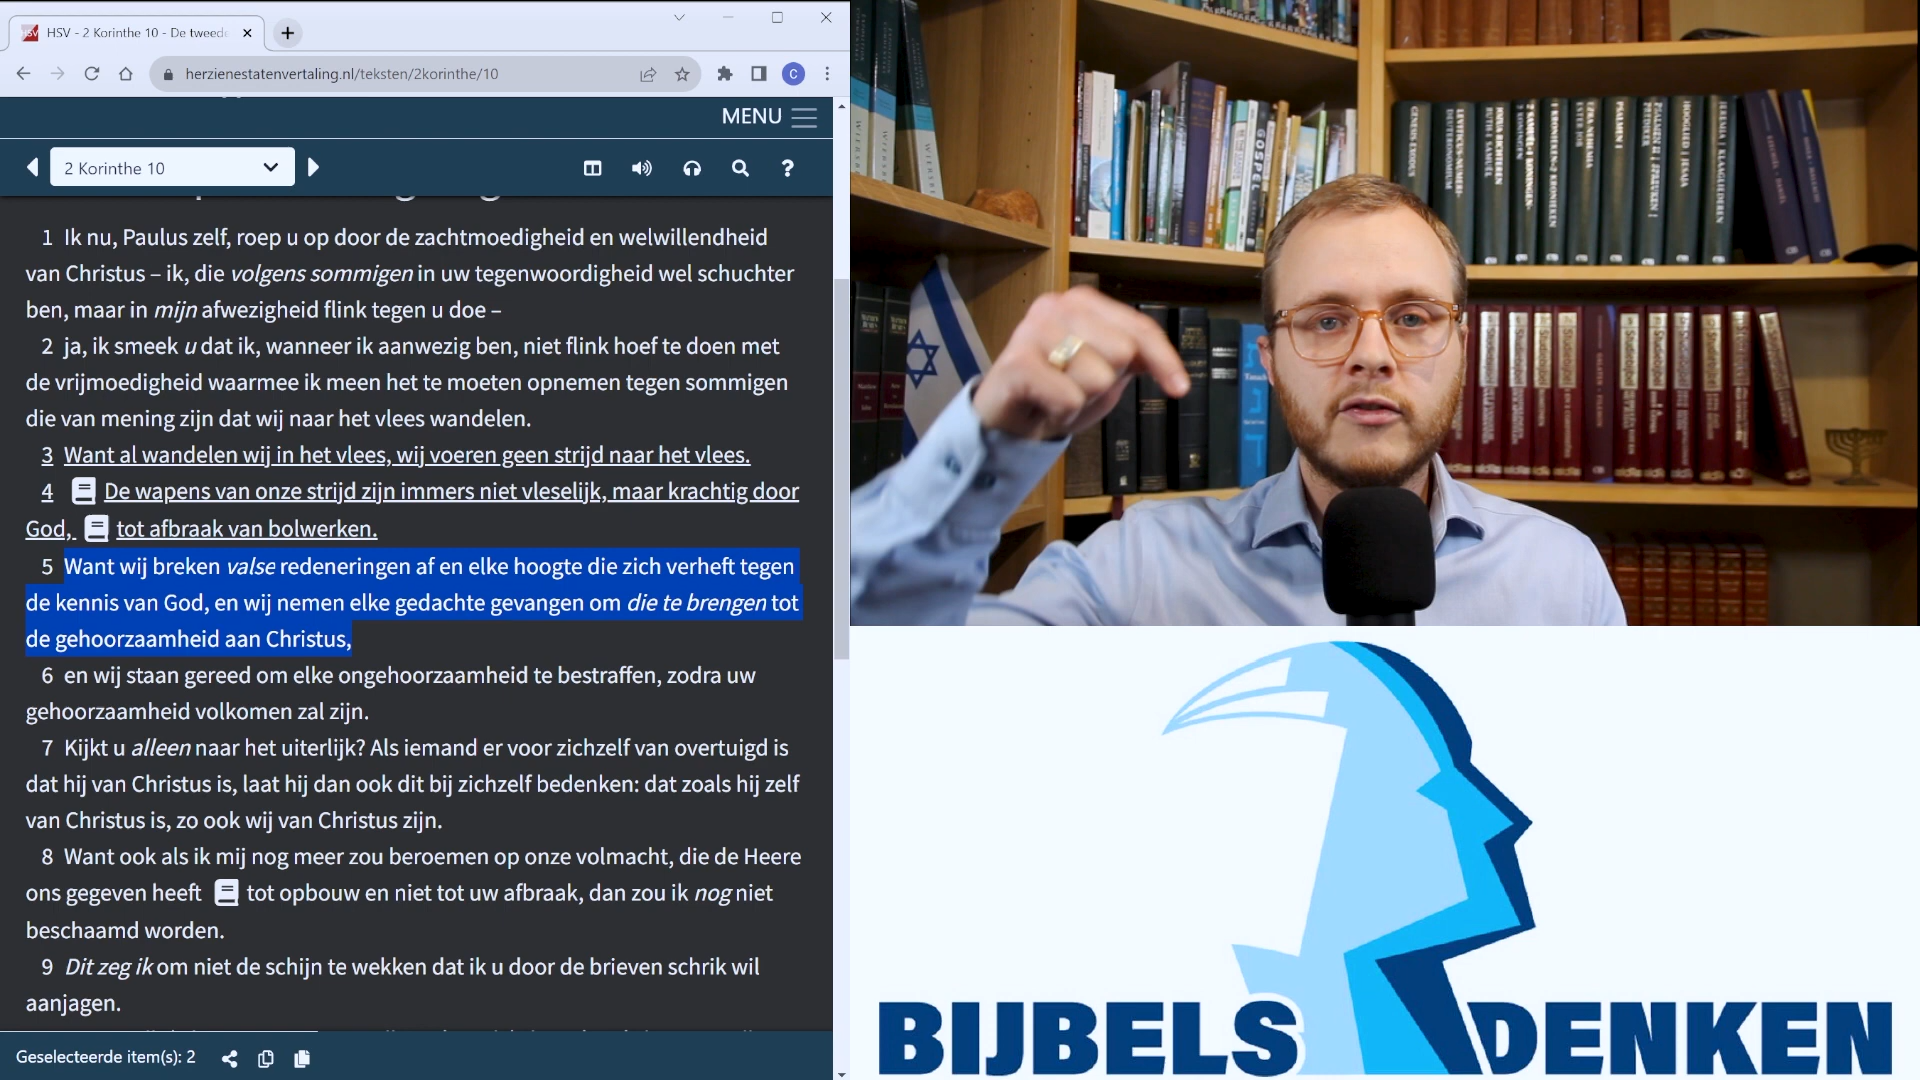 HSV - 2 Korinthe 10 - De tweede
herzienestatenvertaling.nl/teksten/2korinthe/10
C
MENU
2 Korinthe 10
1 Ik nu, Paulus zelf, roep u op door de zachtmoedigheid en welwillendheid
van Christus – ik, die volgens sommigen in uw tegenwoordigheid wel schuchter
ben, maar in mijn afwezigheid flink tegen u doe –
2 ja, ik smeek u dat ik, wanneer ik aanwezig ben, niet flink hoef te doen met
de vrijmoedigheid waarmee ik meen het te moeten opnemen tegen sommigen
die van mening zijn dat wij naar het vlees wandelen.
3 Want al wandelen wij in het vlees, wij voeren geen strijd naar het vlees.
4 De wapens van onze strijd zijn immers niet vleselijk, maar krachtig door
God, tot afbraak van bolwerken.
5 Want wij breken valse redeneringen af en elke hoogte die zich verheft tegen
de kennis van God, en wij nemen elke gedachte gevangen om die te brengen tot
de gehoorzaamheid aan Christus,
6 en wij staan gereed om elke ongehoorzaamheid te bestraffen, zodra uw
gehoorzaamheid volkomen zal zijn.
7 Kijkt u alleen naar het uiterlijk? Als iemand er voor zichzelf van overtuigd is
dat hij van Christus is, laat hij dan ook dit bij zichzelf bedenken: dat zoals hij zelf
van Christus is, zo ook wij van Christus zijn.
8 Want ook als ik mij nog meer zou beroemen op onze volmacht, die de Heere
ons gegeven heeft tot opbouw en niet tot uw afbraak, dan zou ik nog niet
beschaamd worden.
9 Dit zeg ik om niet de schijn te wekken dat ik u door de brieven schrik wil
aanjagen.
Geselecteerde item(s): 2
GOSPEL
GENESIS-EXODUS
PSALMEN I
HOOGLIED | JESAJA
JEREMIA | KLAAGLIEDEREN
BIJBELS DENKEN